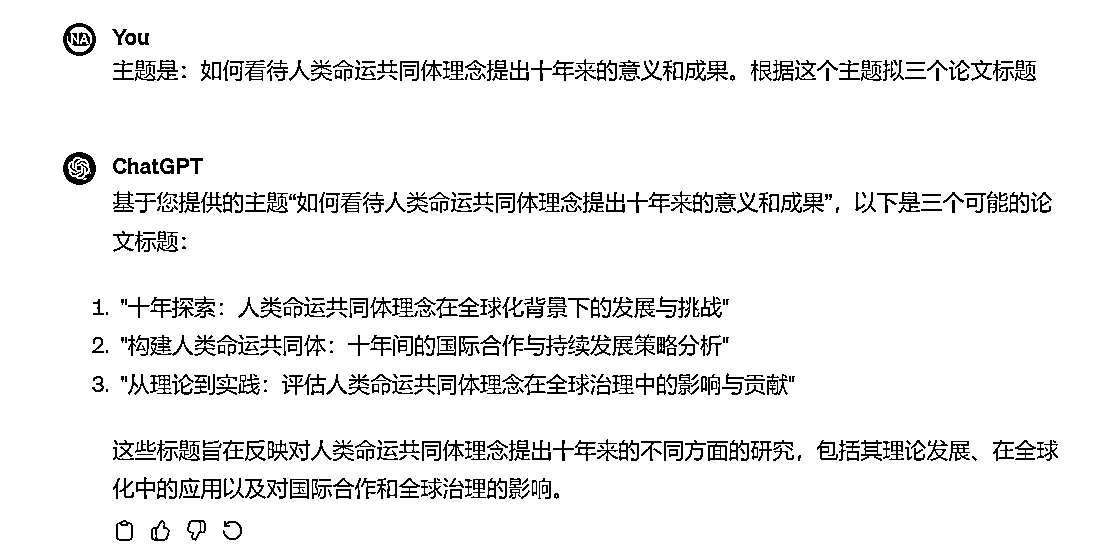 NA
You
主题是：如何看待人类命运共同体理念提出十年来的意义和成果。根据这个主题拟三个论文标题
ChatGPT
基于您提供的主题“如何看待人类命运共同体理念提出十年来的意义和成果”，以下是三个可能的论
文标题：
1. "十年探索：人类命运共同体理念在全球化背景下的发展与挑战"
2. "构建人类命运共同体：十年间的国际合作与持续发展策略分析"
3. "从理论到实践：评估人类命运共同体理念在全球治理中的影响与贡献"
这些标题旨在反映对人类命运共同体理念提出十年来的不同方面的研究，包括其理论发展、在全球
化中的应用以及对国际合作和全球治理的影响。